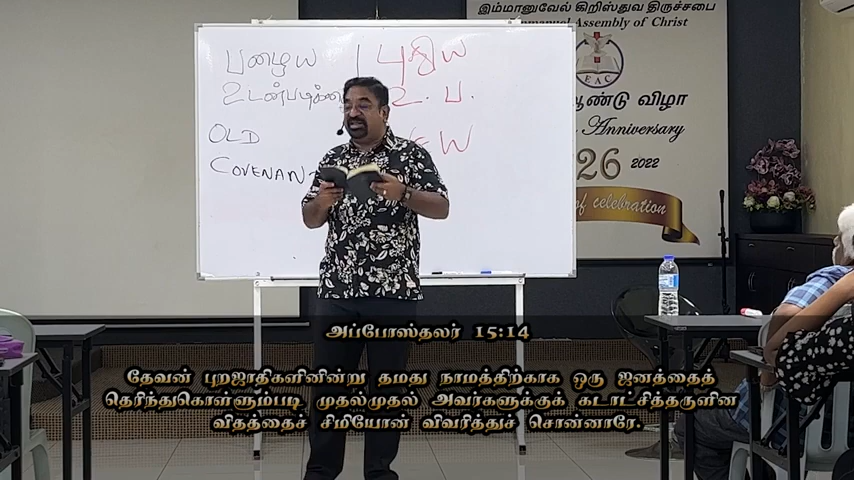 இம்மானுவேல் கிறிஸ்துவ திருச்சபை
Emmanuel Assembly of Christ
EAC
ஆண்டு விழா
Anniversary
26 2022
of celebration
பழைய | புதிய
உடன்படிக்கை உ. ப.
OLD
COVENANT
அப்போஸ்தலர் 15:14
தேவன் புறஜாதிகளினின்று தமது நாமத்திற்காக ஒரு ஜனத்தைத்
தெரிந்துகொள்ளும்படி முதல்முதல் அவர்களுக்குக் கடாட்சித்தருளின
விதத்தைச் சிமியோன் விவரித்துச் சொன்னாரே.